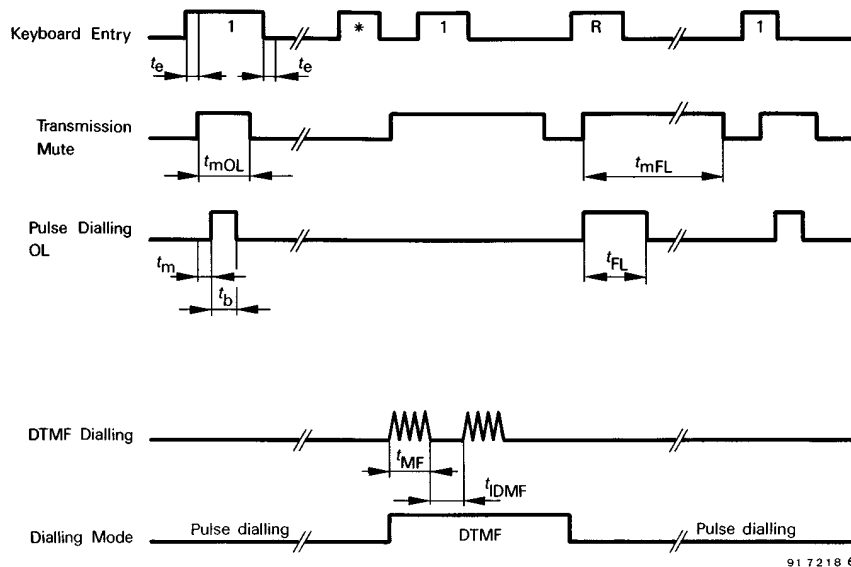 Keyboard Entry
1 * 1 R 1
te te
Transmission
Mute
tmOL tmFL
Pulse Dialling
OL
tm tFL
tb
DTMF Dialling
tMF
tIDMF
Dialling Mode Pulse dialling DTMF Pulse dialling
91 7218 6